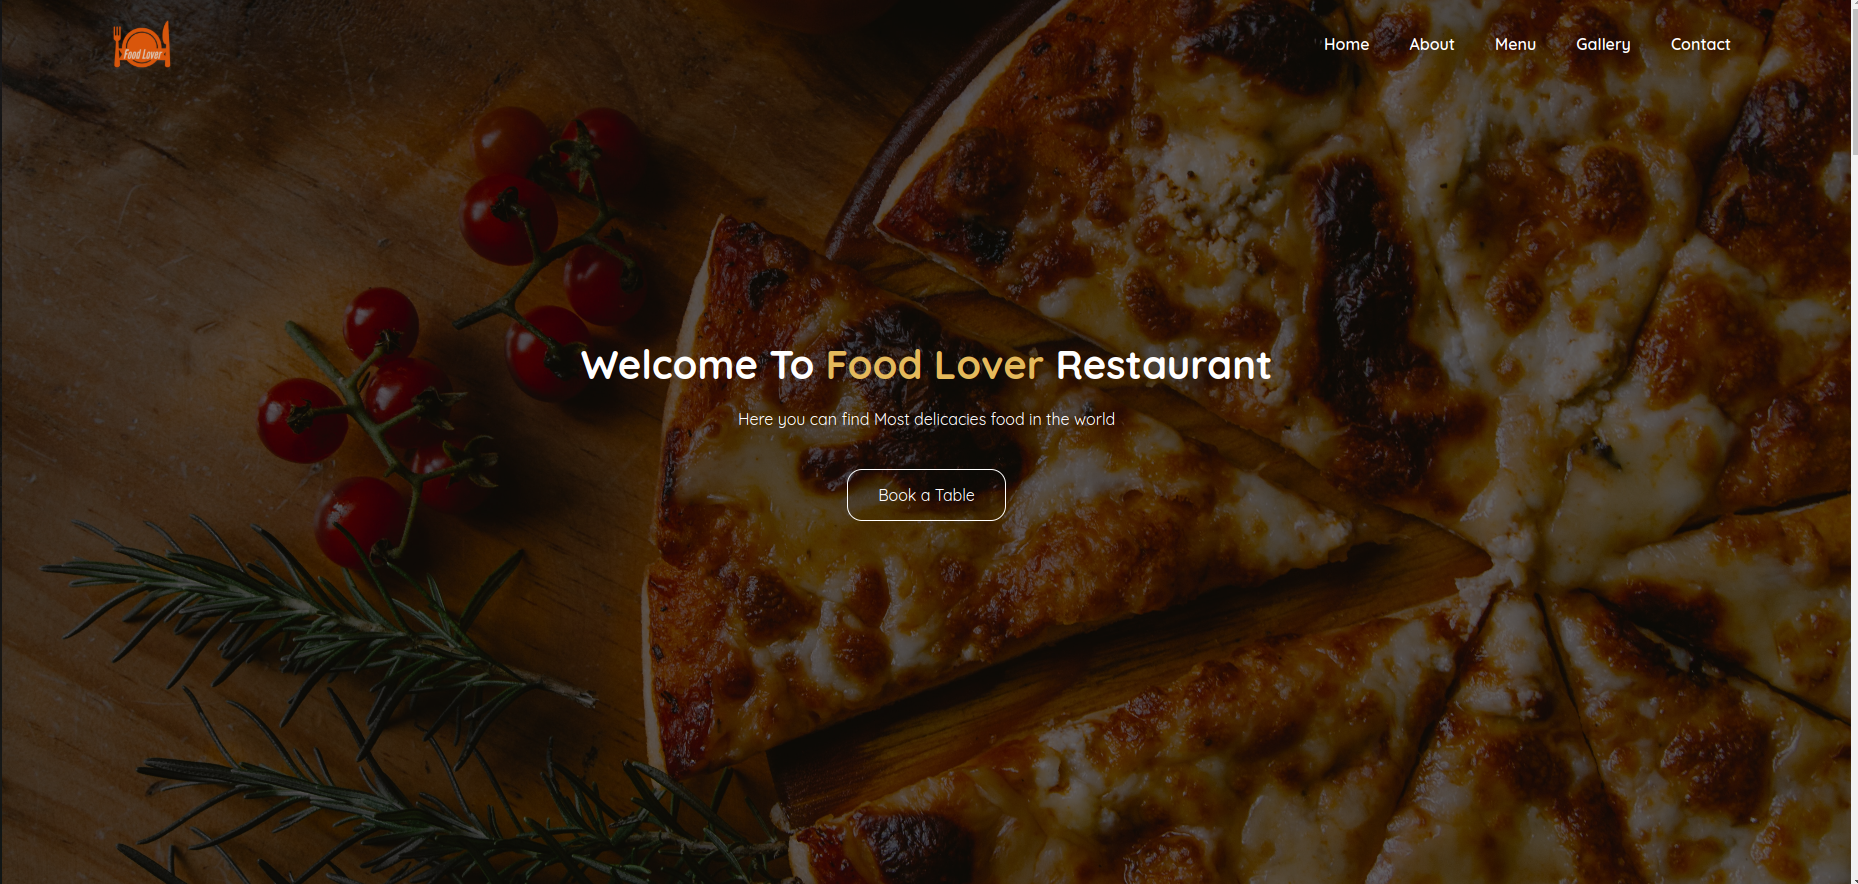 Food Lover
Home About Menu Gallery Contact
Welcome To Food Lover Restaurant
Here you can find Most delicacies food in the world
Book a Table